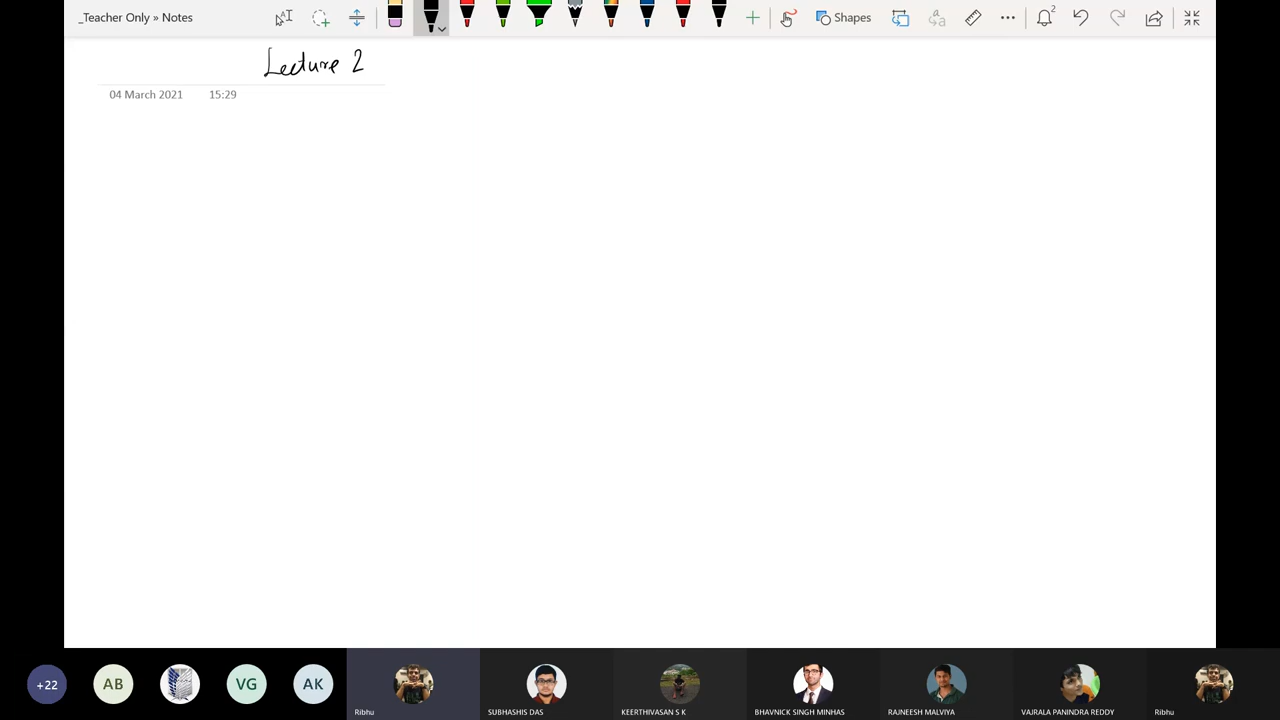 _Teacher Only » Notes
Shapes
2
Lecture 2
04 March 2021 15:29
+22
AB
VG
AK
Ribhu
SUBHASHIS DAS
KEERTHIVASAN S K
BHAVNICK SINGH MINHAS
RAJNEESH MALVIYA
VAJRALA PANINDRA REDDY
Ribhu